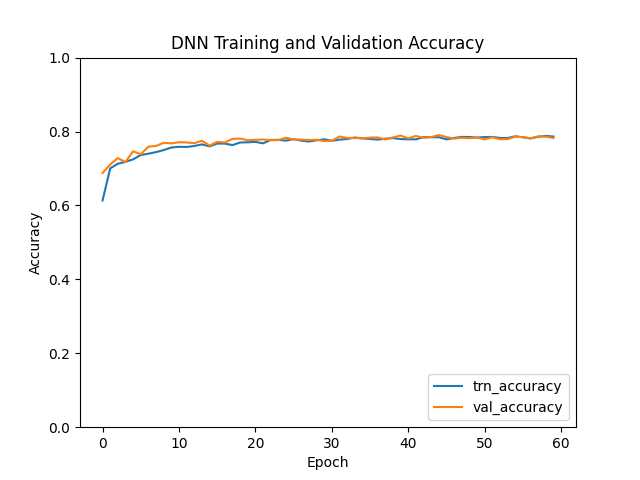 DNN Training and Validation Accuracy
1.0
0.8
0.6
0.4
0.2
0.0
Accuracy
trn_accuracy
val_accuracy
0 10 20 30 40 50 60
Epoch